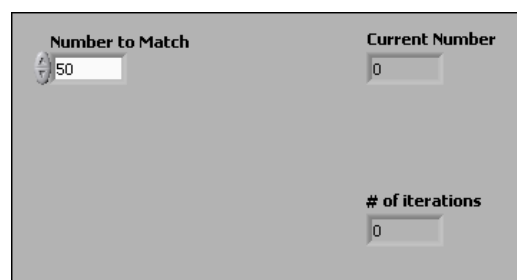 Number to Match
50
Current Number
0
# of iterations
0